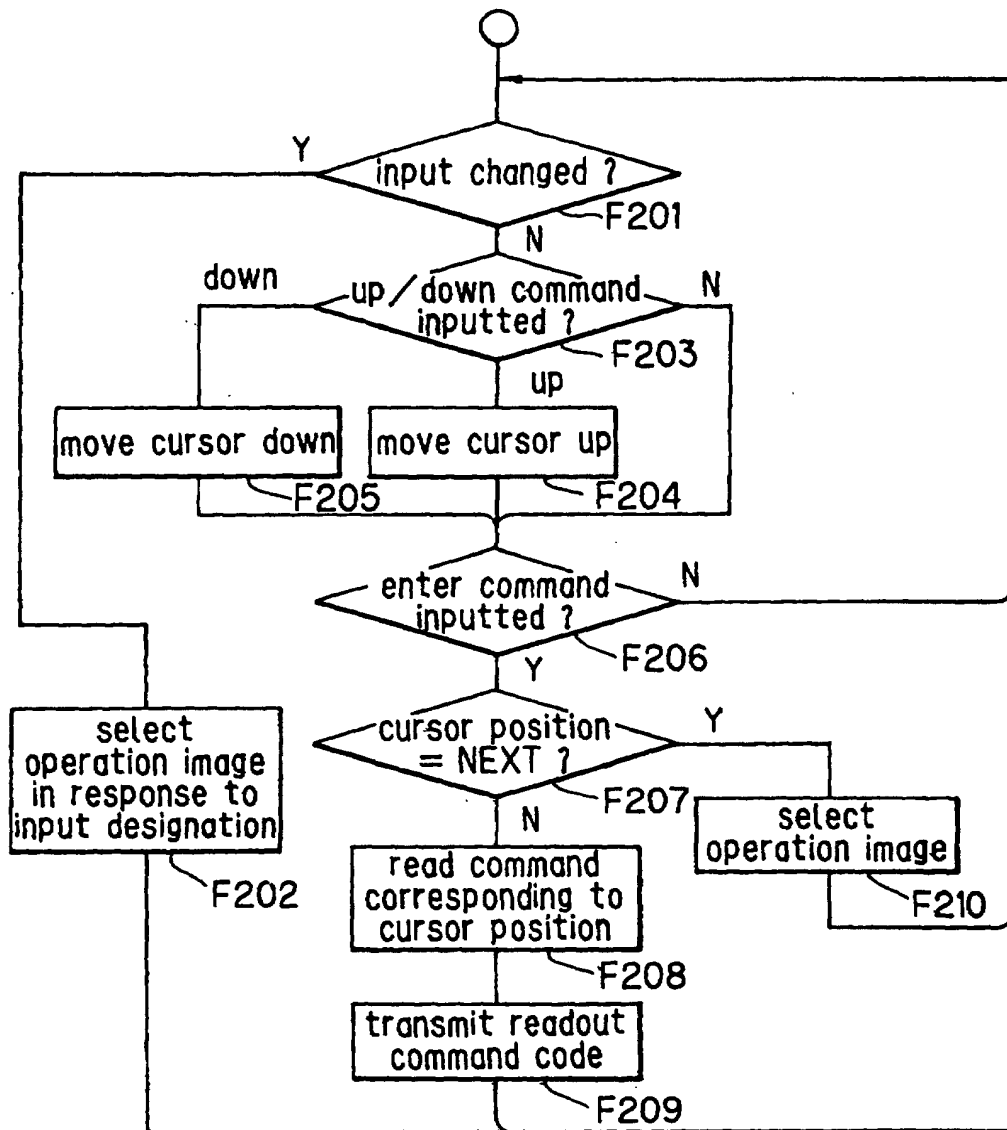 Y
input changed ?
F201
N
down
up/down command
inputted ?
N
F203
up
move cursor down
move cursor up
F205
F204
enter command
inputted ?
N
F206
Y
select
operation image
in response to
input designation
F202
cursor position
= NEXT ?
Y
F207
N
select
operation image
F210
read command
corresponding to
cursor position
F208
transmit readout
command code
F209